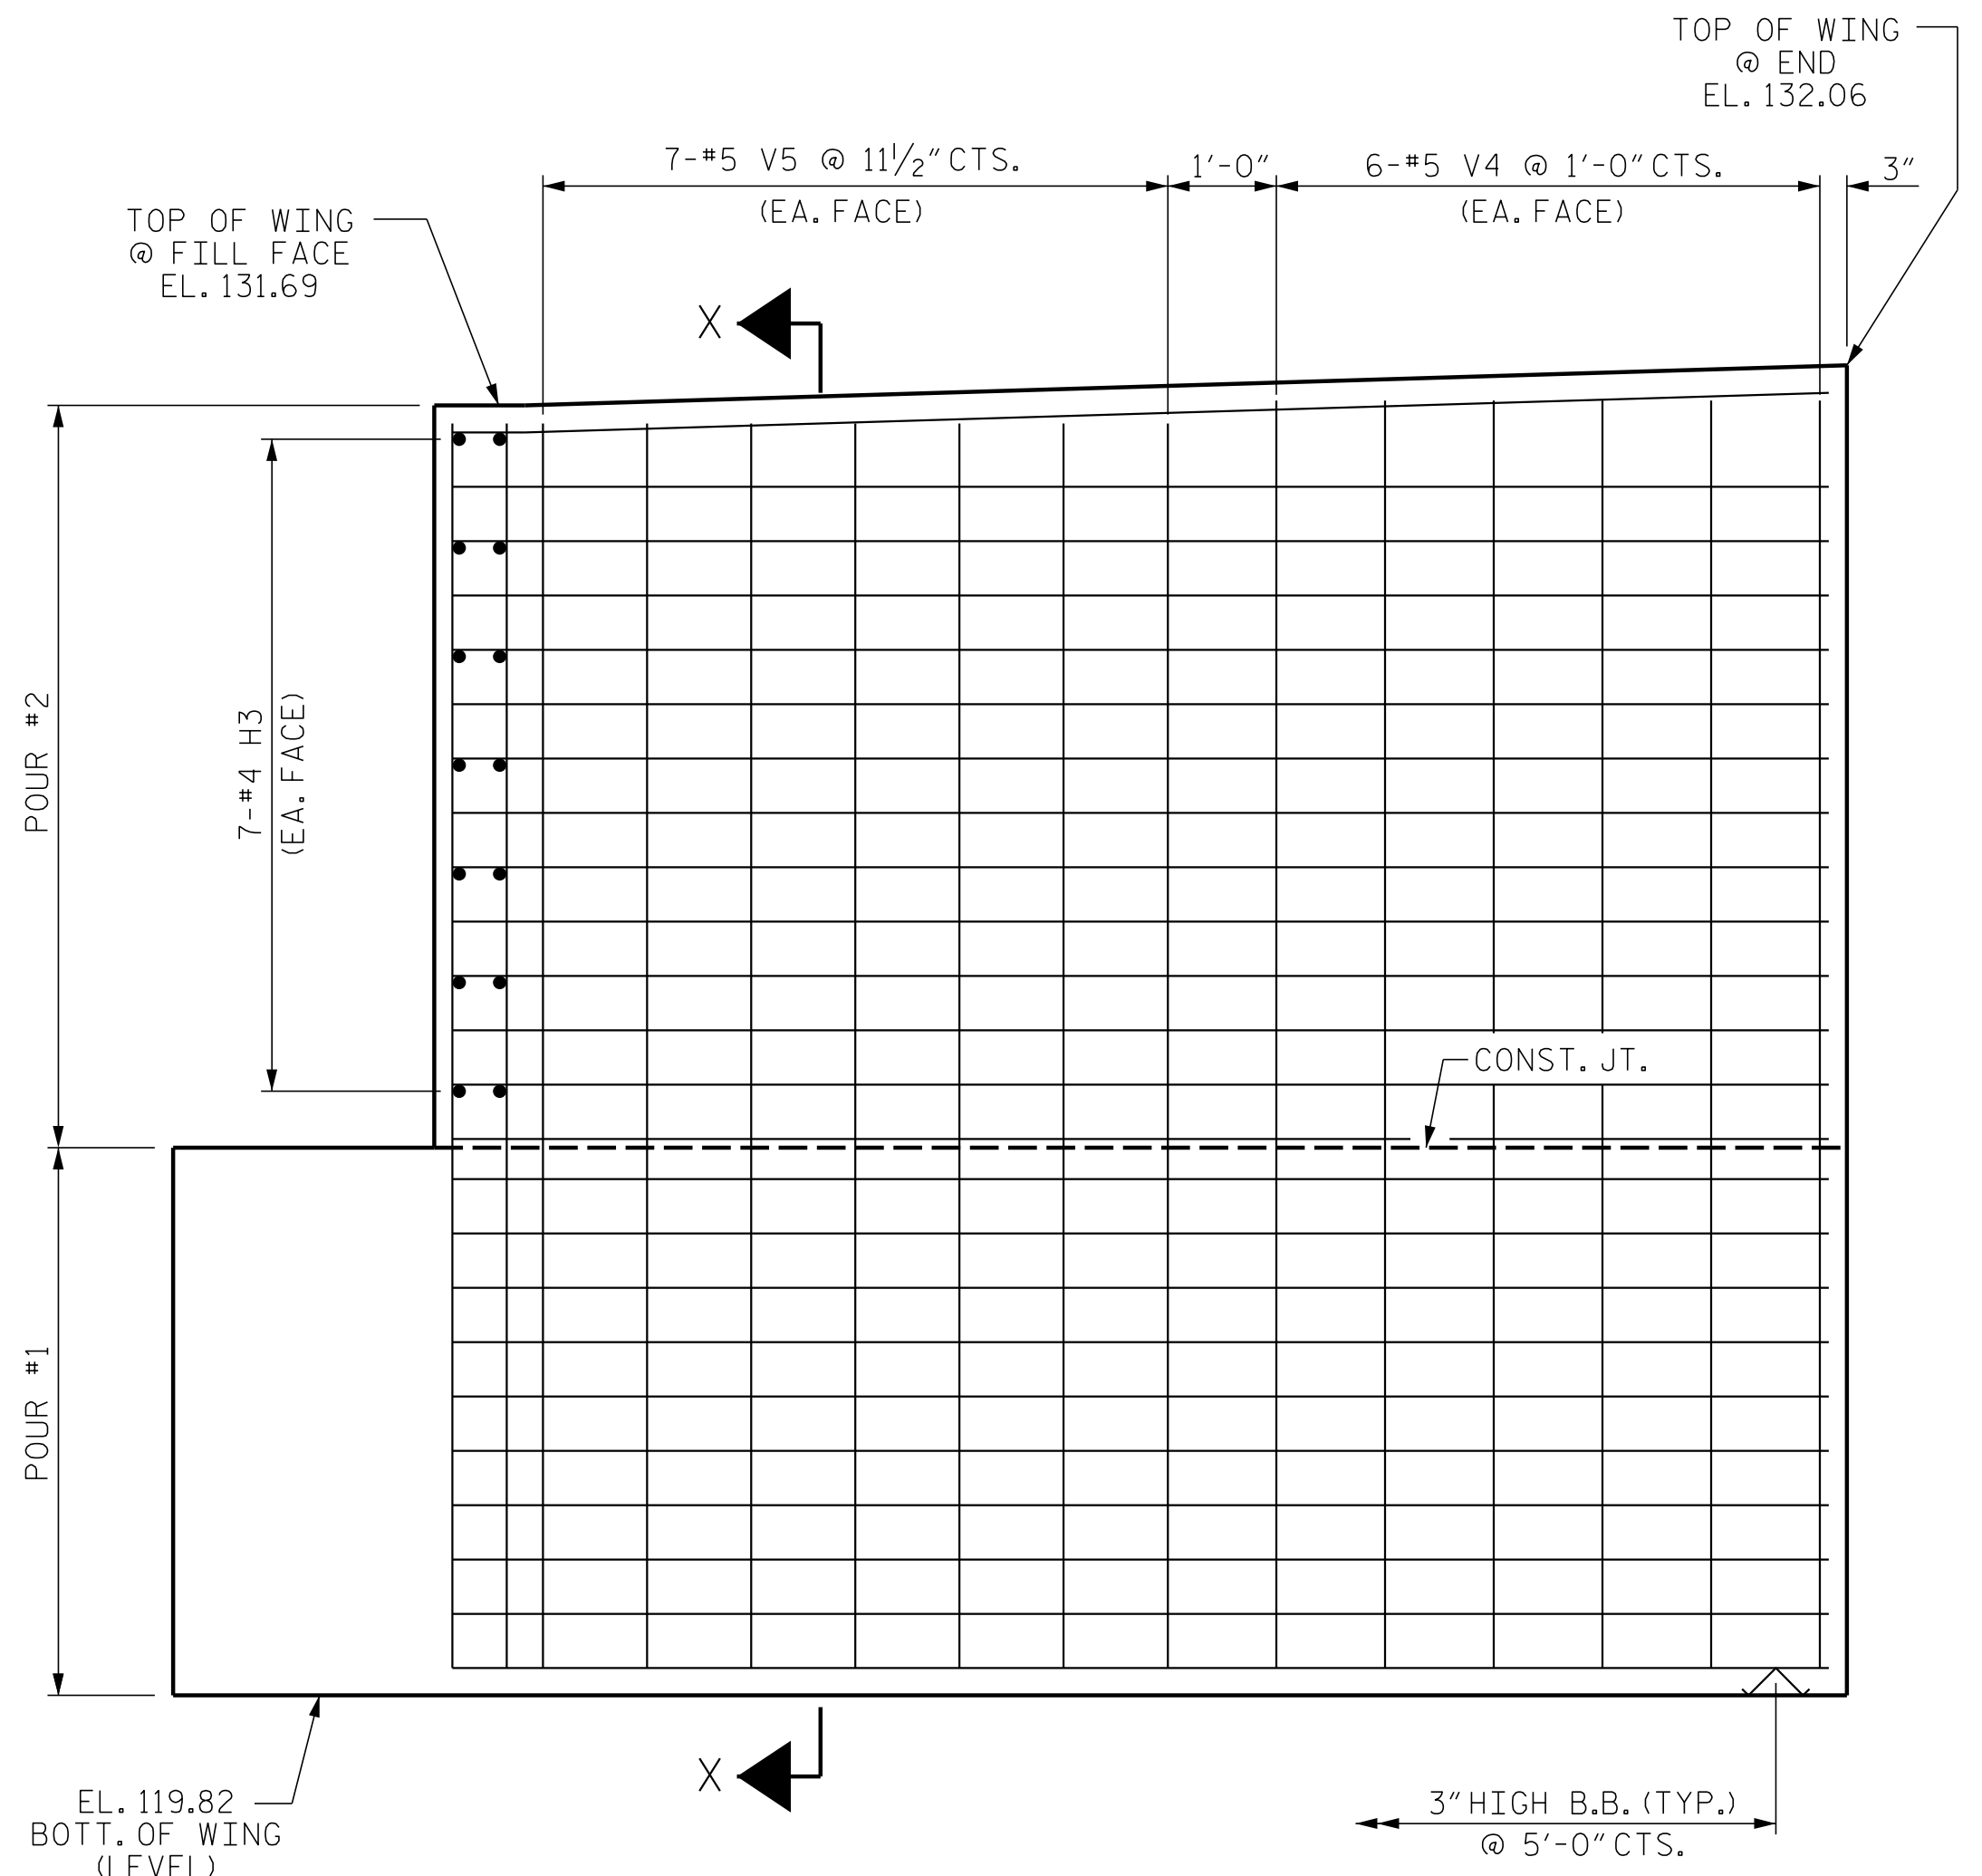 TOP OF WING
@ END
EL. 132.06
7-#5 V5 @ 11½" CTS.
(EA. FACE)
1'-0"
6-#5 V4 @ 1'-0" CTS.
(EA. FACE)
3"
TOP OF WING
@ FILL FACE
EL. 131.69
X
POUR #2
7-#4 H3
(EA. FACE)
CONST. JT.
POUR #1
X
EL. 119.82
BOTT. OF WING
(LEVEL)
3" HIGH B.B. (TYP.)
@ 5'-0" CTS.